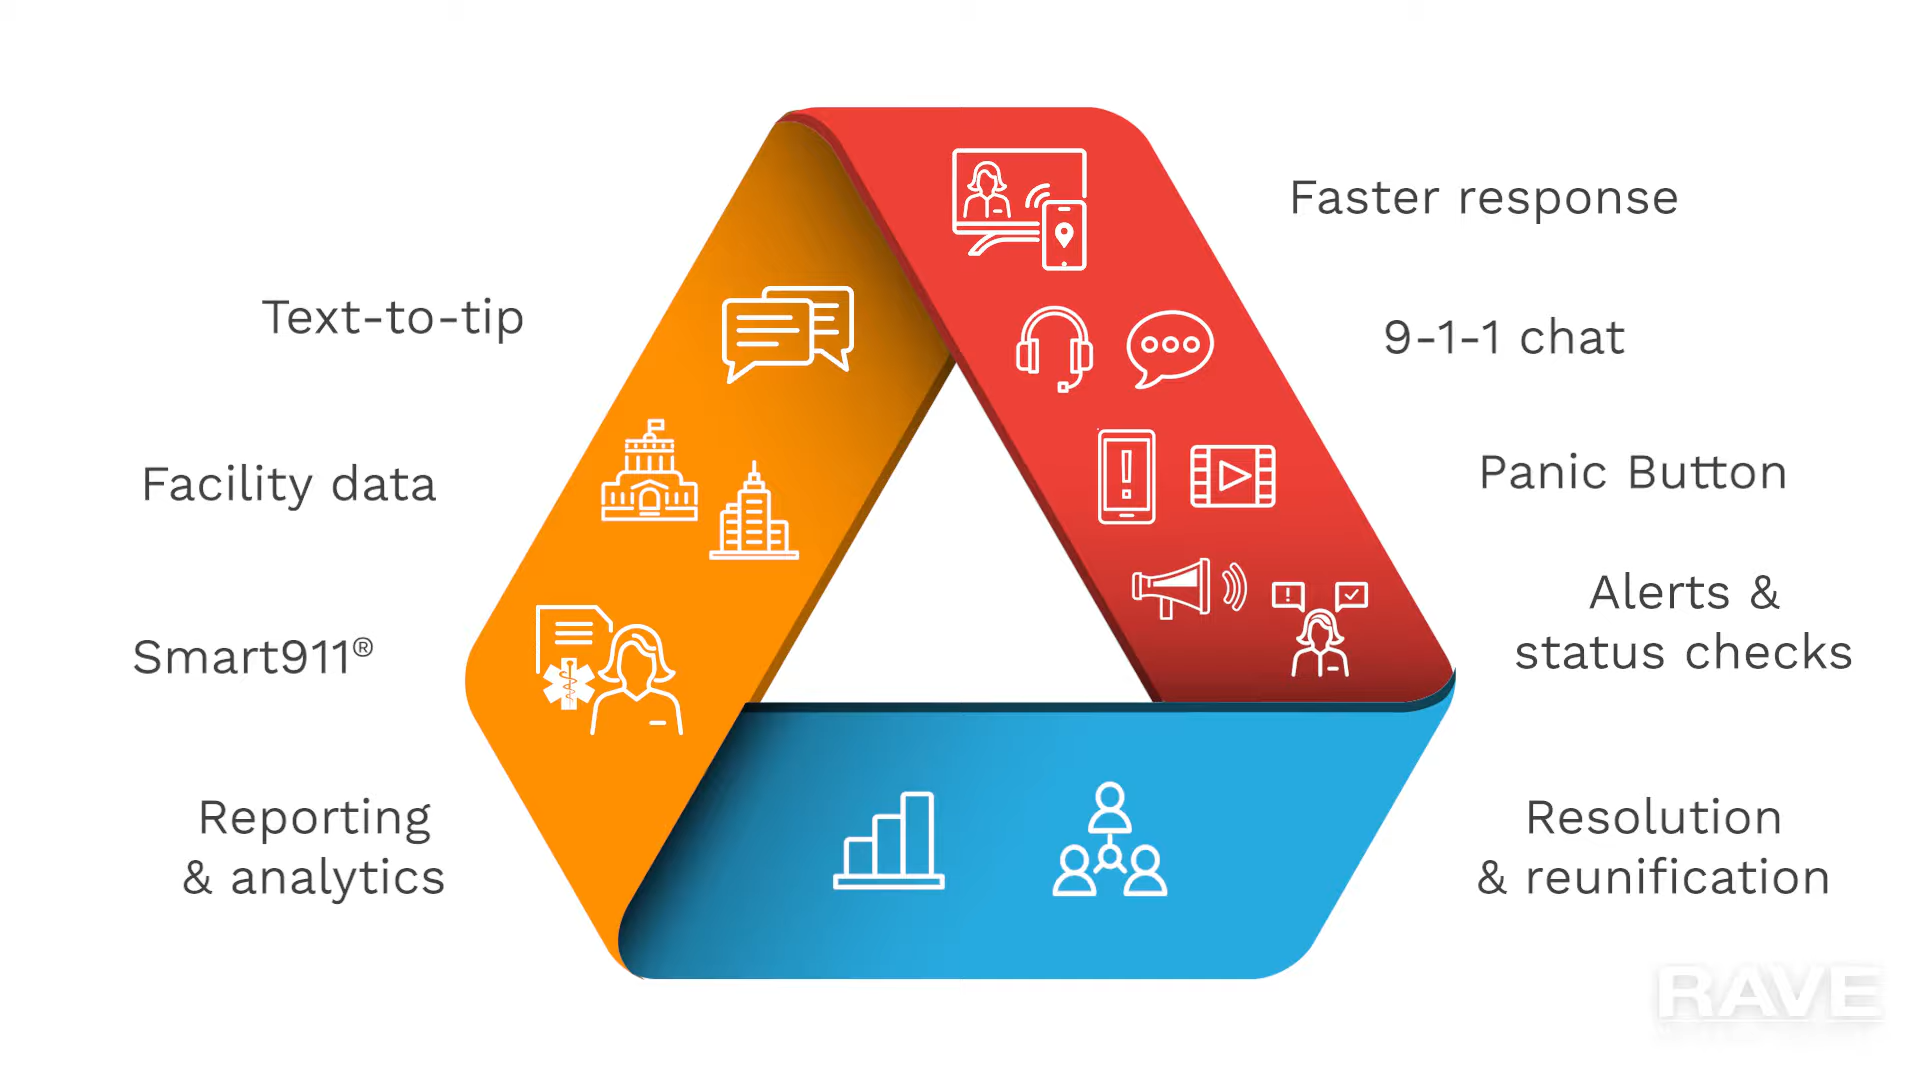 Text-to-tip
Facility data
Smart911®
Reporting
& analytics
Faster response
9-1-1 chat
Panic Button
Alerts &
status checks
Resolution
& reunification
RAVE